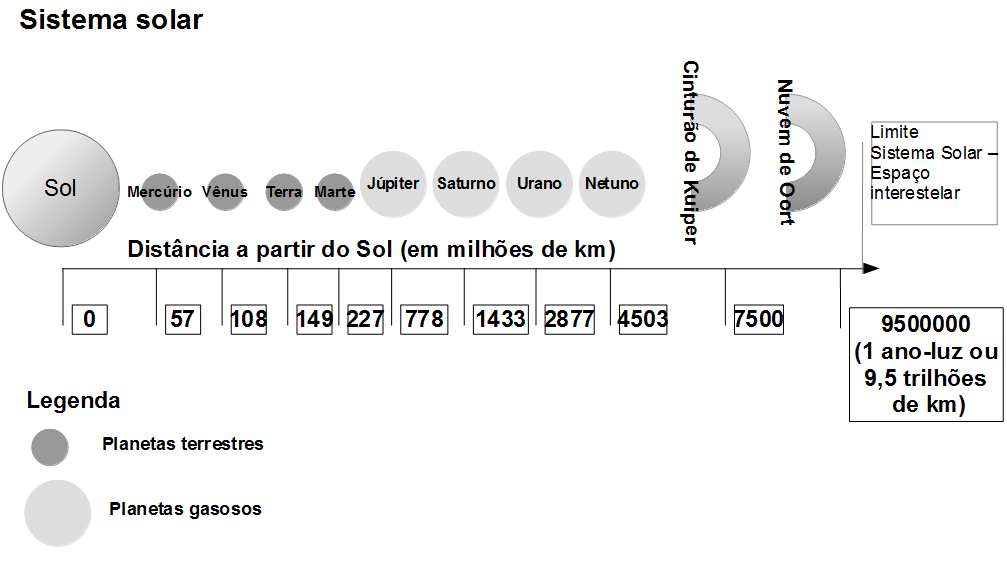 Sistema solar
Sol
Mercúrio
Vênus
Terra
Marte
Júpiter
Saturno
Urano
Netuno
Cinturão de Kuiper
Nuvem de Oort
Limite
Sistema Solar –
Espaço
interestelar
Distância a partir do Sol (em milhões de km)
0
57
108
149
227
778
1433
2877
4503
7500
9500000
(1 ano-luz ou
9,5 trilhões
de km)
Legenda
Planetas terrestres
Planetas gasosos